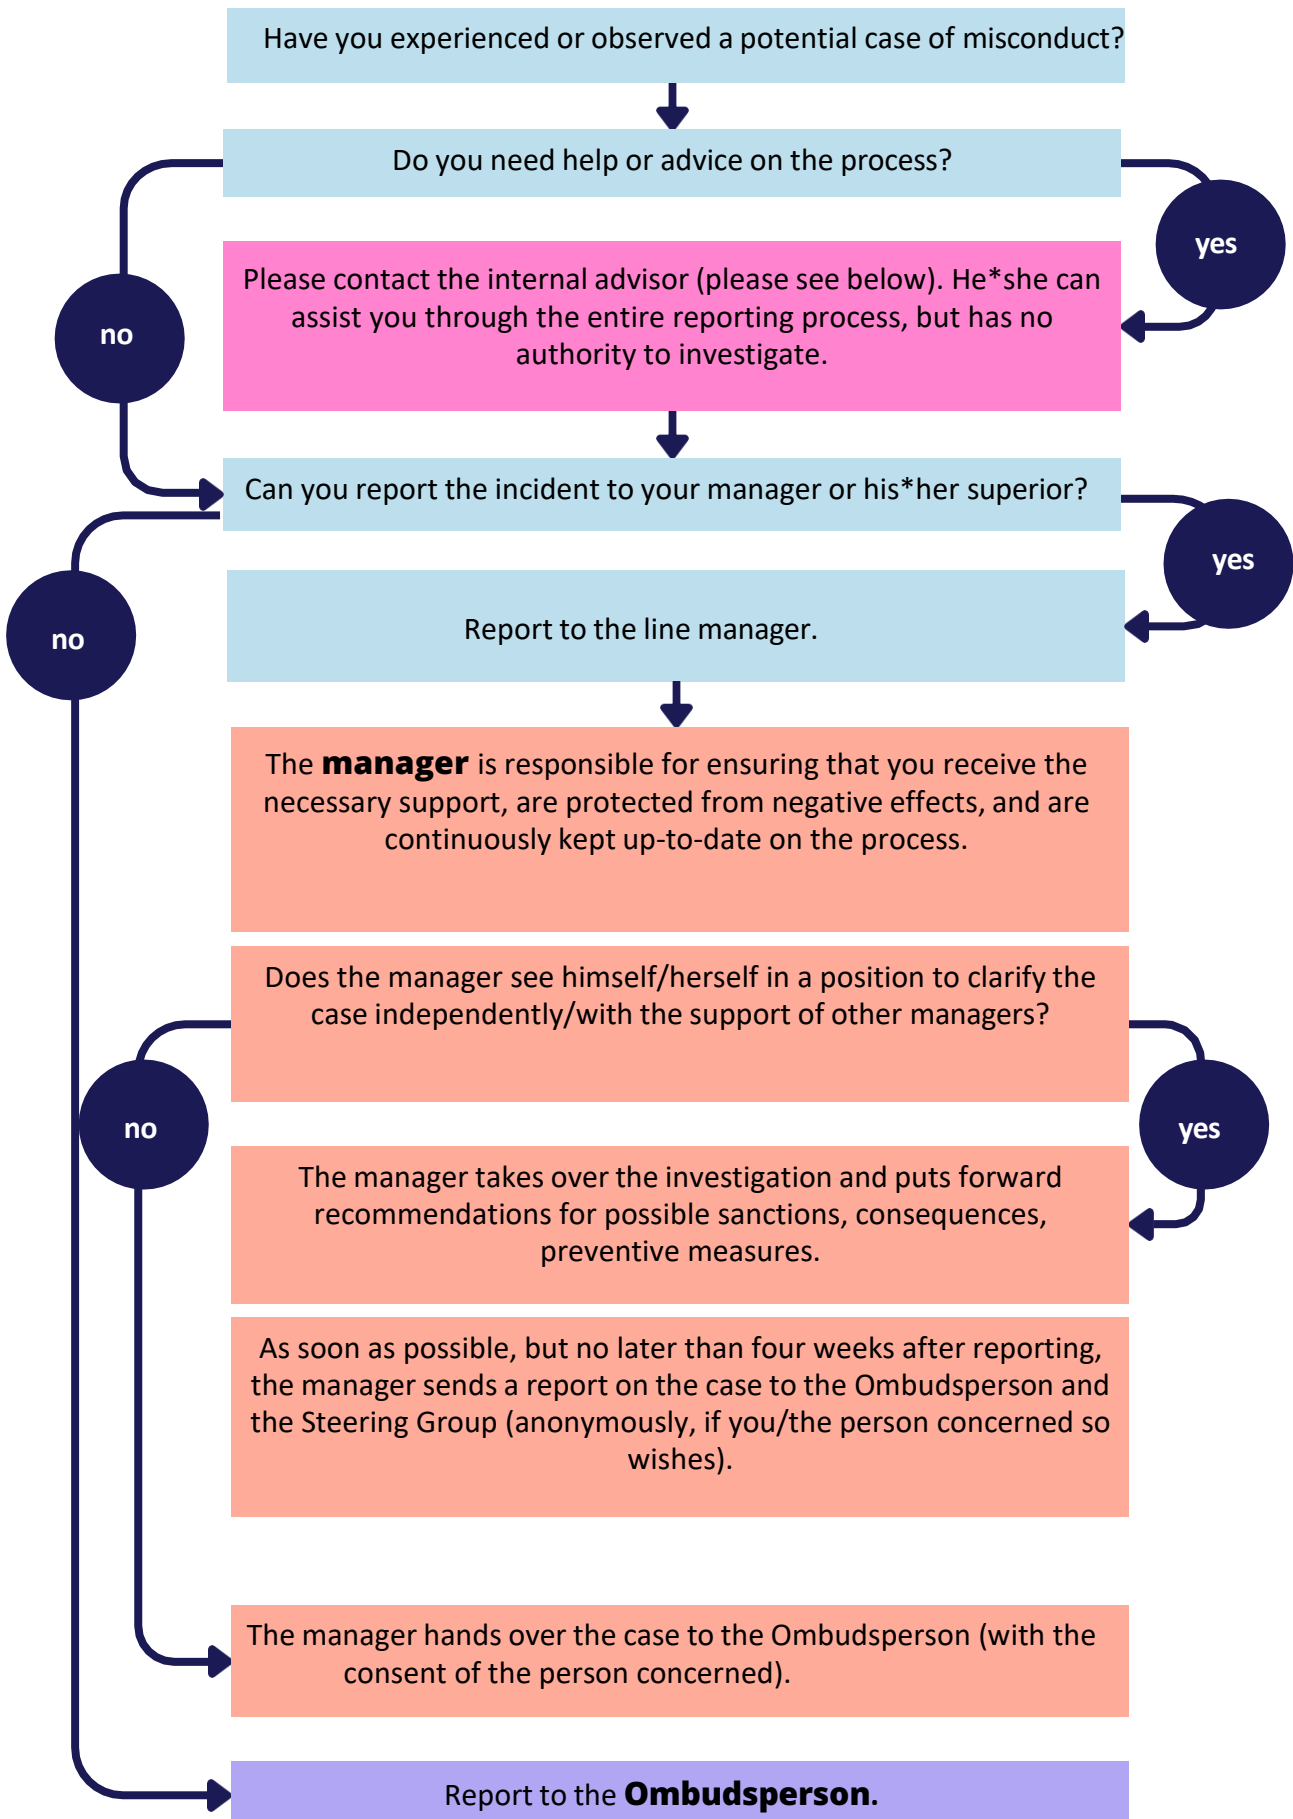 Have you experienced or observed a potential case of misconduct?
Do you need help or advice on the process?
yes
Please contact the internal advisor (please see below). He*she can
assist you through the entire reporting process, but has no
authority to investigate.
no
Can you report the incident to your manager or his*her superior?
yes
no
Report to the line manager.
The manager is responsible for ensuring that you receive the
necessary support, are protected from negative effects, and are
continuously kept up-to-date on the process.
Does the manager see himself/herself in a position to clarify the
case independently/with the support of other managers?
no
yes
The manager takes over the investigation and puts forward
recommendations for possible sanctions, consequences,
preventive measures.
As soon as possible, but no later than four weeks after reporting,
the manager sends a report on the case to the Ombudsperson and
the Steering Group (anonymously, if you/the person concerned so
wishes).
The manager hands over the case to the Ombudsperson (with the
consent of the person concerned).
Report to the Ombudsperson.